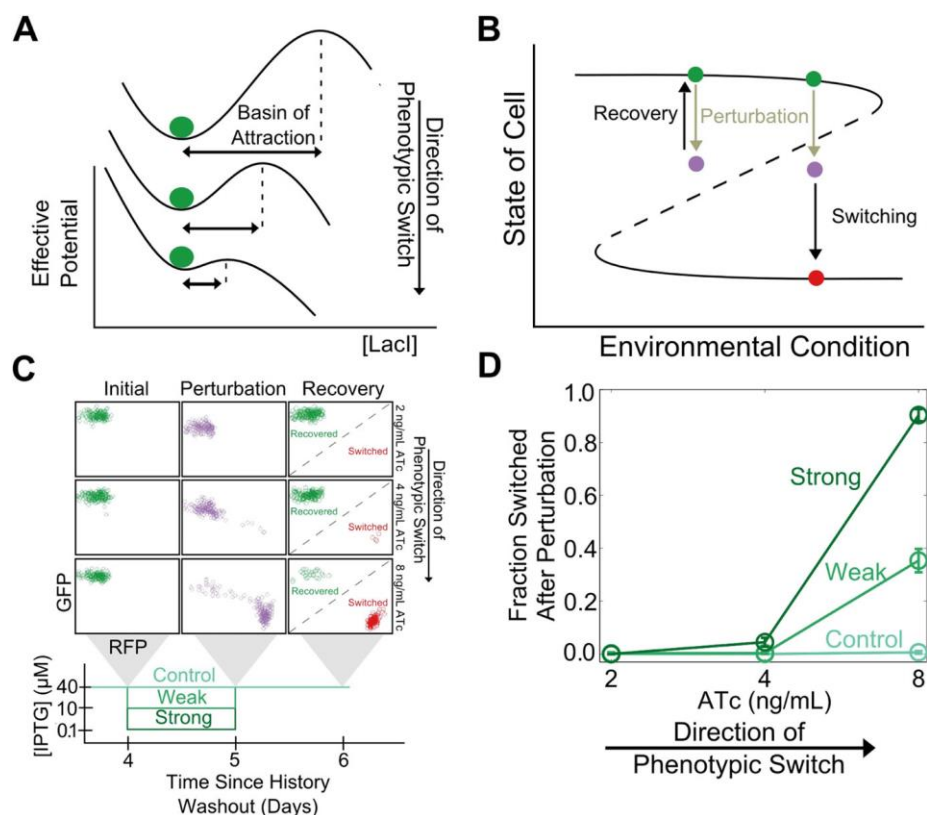 A
Basin of
Attraction
Direction of
Phenotypic Switch
Effective
Potential
[LacI]
B
State of Cell
Recovery
Perturbation
Switching
Environmental Condition
C
Initial
Perturbation
Recovery
Recovered
Switched
2 ng/mL ATc
Recovered
Switched
4 ng/mL ATc
Recovered
Switched
8 ng/mL ATc
Direction of
Phenotypic Switch
GFP
RFP
[IPTG] (μM)
40
10
0.1
Control
Weak
Strong
4
5
6
Time Since History
Washout (Days)
D
Fraction Switched
After Perturbation
1.0
0.8
0.6
0.4
0.2
0.0
Strong
Weak
Control
2
4
8
ATc (ng/mL)
Direction of
Phenotypic Switch